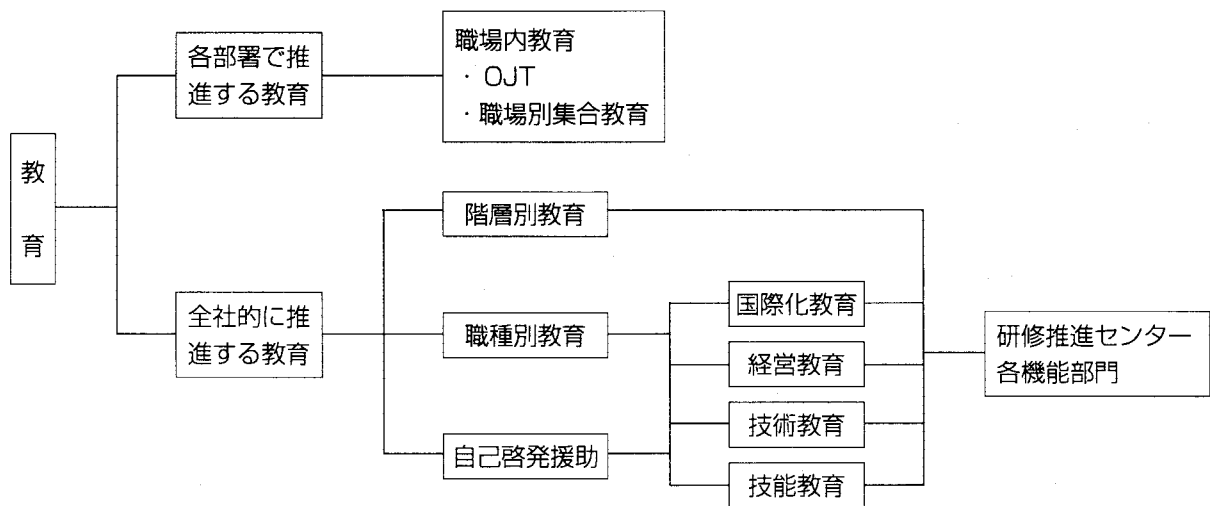 教
育
各部署で推
進する教育
職場内教育
・OJT
・職場別集合教育
全社的に推
進する教育
階層別教育
職種別教育
自己啓発援助
国際化教育
経営教育
技術教育
技能教育
研修推進センター
各機能部門